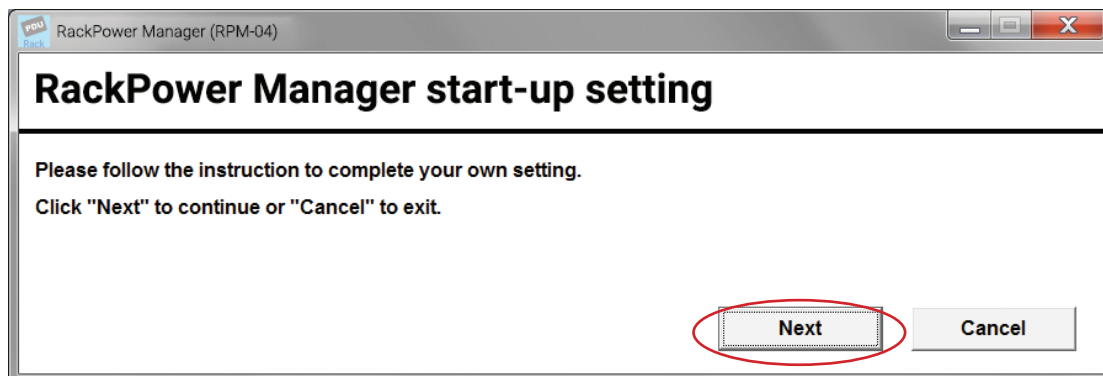 PDU
Rack
RackPower Manager (RPM-04)
X
RackPower Manager start-up setting
Please follow the instruction to complete your own setting.
Click "Next" to continue or "Cancel" to exit.
Next Cancel